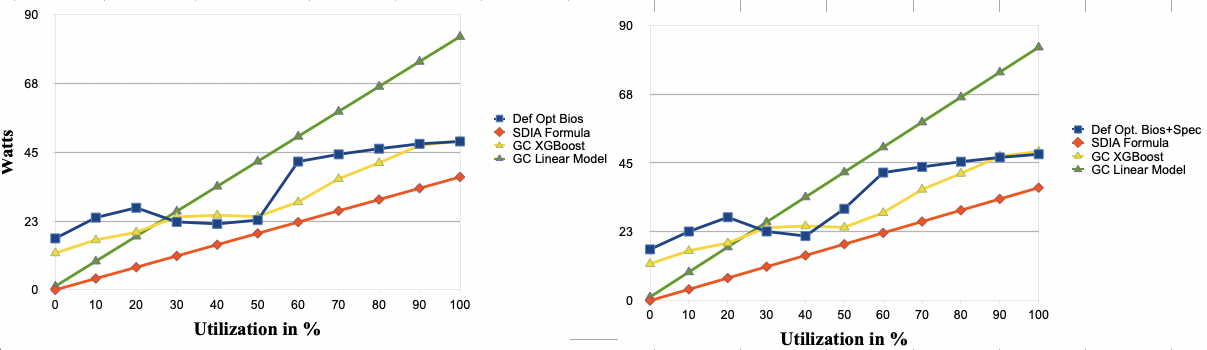 90
68
45
23
0
Watts
0 10 20 30 40 50 60 70 80 90 100
Utilization in %
Def Opt Bios
SDIA Formula
GC XGBoost
GC Linear Model
90
68
45
23
0
0 10 20 30 40 50 60 70 80 90 100
Utilization in %
Def Opt. Bios+Spec
SDIA Formula
GC XGBoost
GC Linear Model